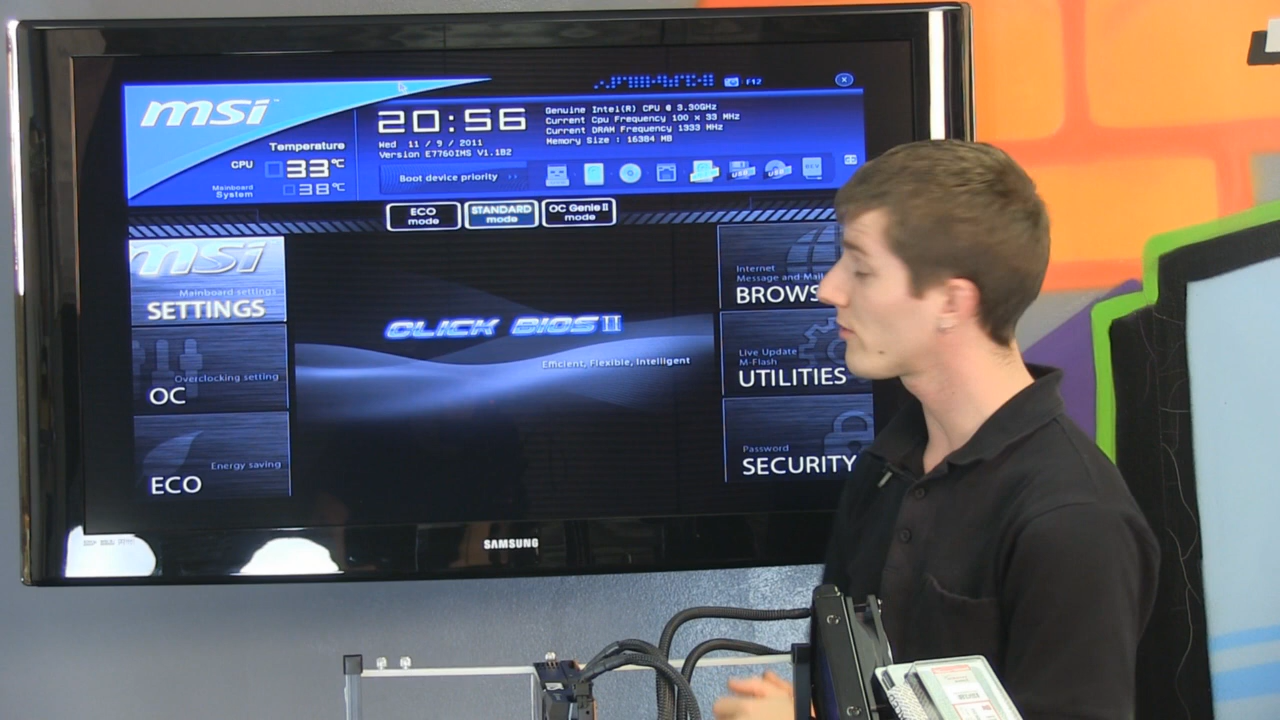 msi
20:56
Wed 11 / 9 / 2011
Version E7760IMS V1.1B2
Genuine Intel(R) CPU @ 3.30GHz
Current Cpu Frequency 100 x 33 MHz
Current DRAM Frequency 1333 MHz
Memory Size : 16384 MB
F12
Temperature
CPU 33°C
Mainboard
System 38°C
Boot device priority
USB
USB
ECO
mode
STANDARD
mode
OC Genie II
mode
msi
Mainboard settings
SETTINGS
Overclocking setting
OC
Energy saving
ECO
CLICK BIOS II
Efficient, Flexible, Intelligent
Internet
Message and Mail
BROWS
Live Update
M-Flash
UTILITIES
Password
SECURITY
SAMSUNG